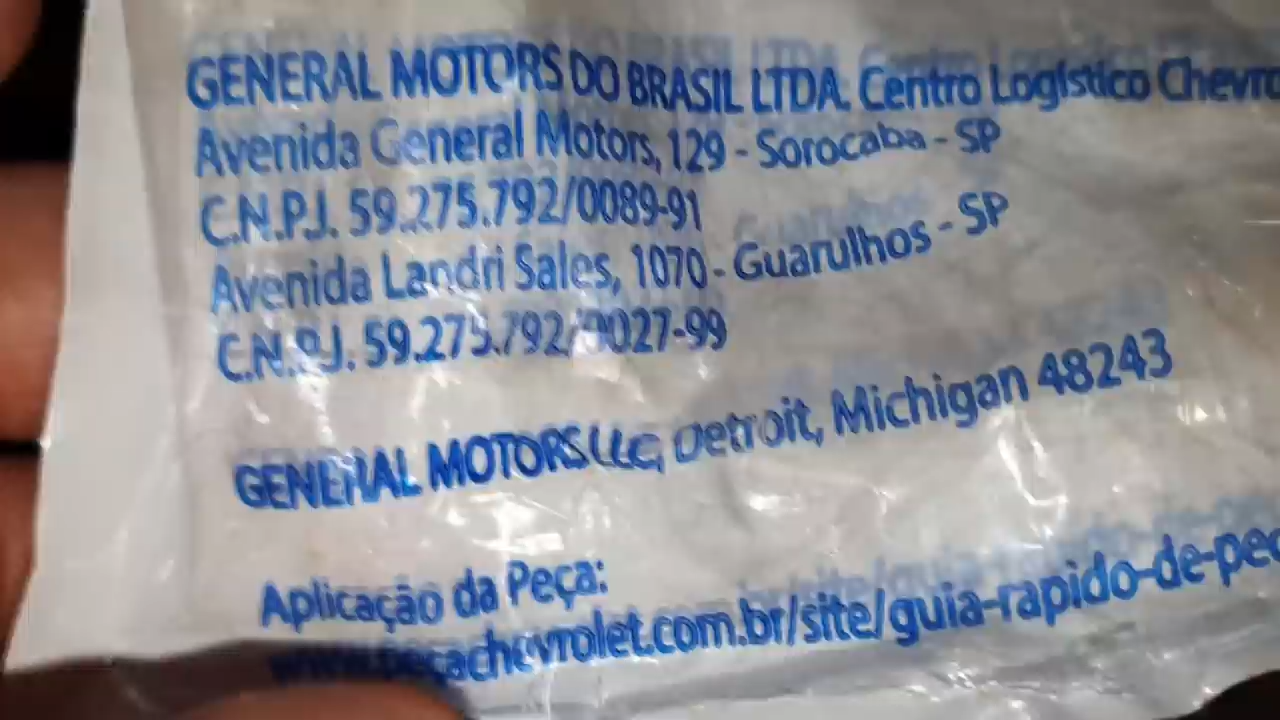 GENERAL MOTORS DO BRASIL LTDA. Centro Logístico Chevro
Avenida General Motors, 129 - Sorocaba - SP
C.N.P.J. 59.275.792/0089-91
Avenida Landri Sales, 1070 - Guarulhos - SP
C.N.P.J. 59.275.792/0027-99
GENERAL MOTORS LLC, Detroit, Michigan 48243
Aplicação da Peça:
www.pecachevrolet.com.br/site/guia-rapido-de-pec